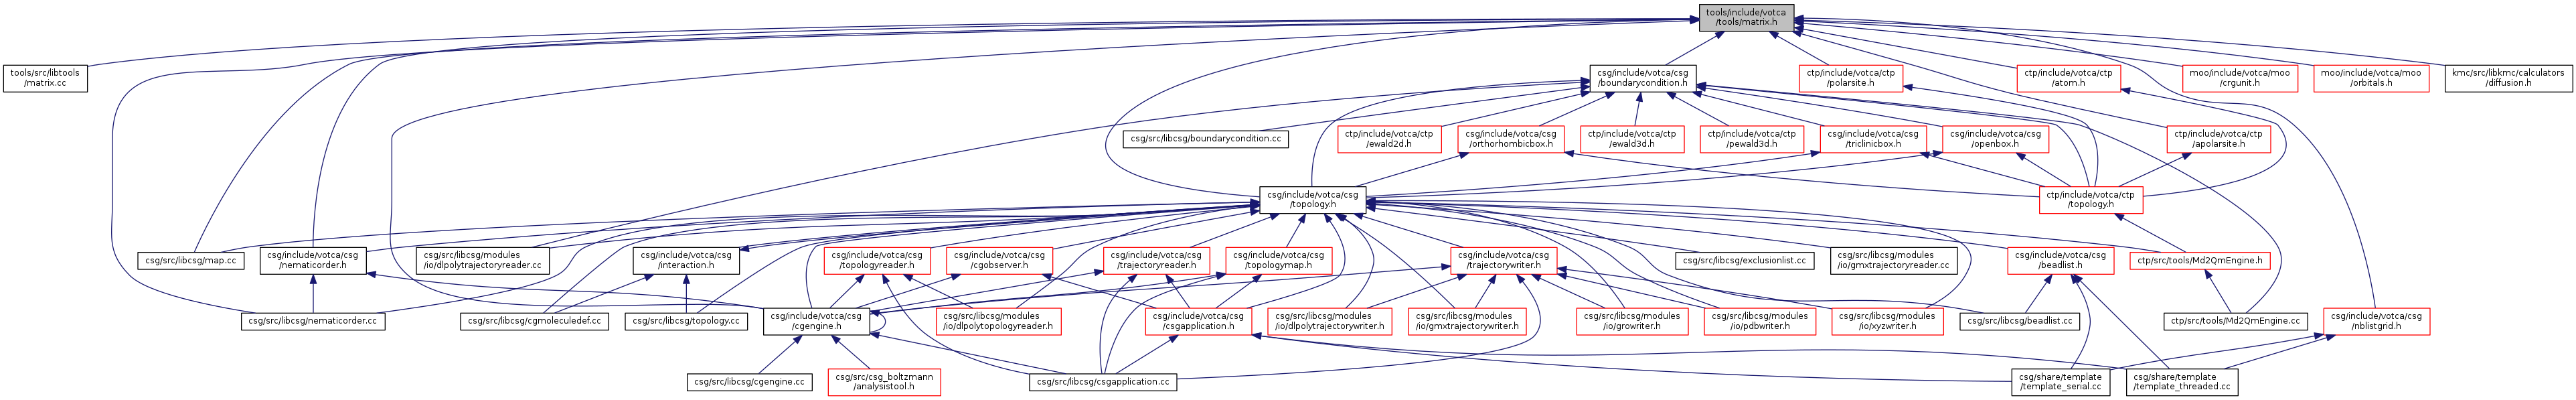 tools/include/votca
/tools/matrix.h
tools/src/libtools
/matrix.cc
csg/include/votca/csg
/boundarycondition.h
ctp/include/votca/ctp
/polarsite.h
ctp/include/votca/ctp
/atom.h
moo/include/votca/moo
/crgunit.h
moo/include/votca/moo
/orbitals.h
kmc/src/libkmc/calculators
/diffusion.h
csg/src/libcsg/boundarycondition.cc
ctp/include/votca/ctp
/ewald2d.h
csg/include/votca/csg
/orthorhombicbox.h
ctp/include/votca/ctp
/ewald3d.h
ctp/include/votca/ctp
/pewald3d.h
csg/include/votca/csg
/triclinicbox.h
csg/include/votca/csg
/openbox.h
ctp/include/votca/ctp
/apolarsite.h
csg/include/votca/csg
/topology.h
ctp/include/votca/ctp
/topology.h
csg/src/libcsg/map.cc
csg/include/votca/csg
/nematicorder.h
csg/src/libcsg/modules
/io/dlpolytrajectoryreader.cc
csg/include/votca/csg
/interaction.h
csg/include/votca/csg
/topologyreader.h
csg/include/votca/csg
/cgobserver.h
csg/include/votca/csg
/trajectoryreader.h
csg/include/votca/csg
/topologymap.h
csg/include/votca/csg
/trajectorywriter.h
csg/src/libcsg/exclusionlist.cc
csg/src/libcsg/modules
/io/gmxtrajectoryreader.cc
csg/include/votca/csg
/beadlist.h
ctp/src/tools/Md2QmEngine.h
csg/src/libcsg/nematicorder.cc
csg/src/libcsg/cgmoleculedef.cc
csg/src/libcsg/topology.cc
csg/include/votca/csg
/cgengine.h
csg/src/libcsg/modules
/io/dlpolytopologyreader.h
csg/include/votca/csg
/csgapplication.h
csg/src/libcsg/modules
/io/dlpolytrajectorywriter.h
csg/src/libcsg/modules
/io/gmxtrajectorywriter.h
csg/src/libcsg/modules
/io/growriter.h
csg/src/libcsg/modules
/io/pdbwriter.h
csg/src/libcsg/modules
/io/xyzwriter.h
csg/src/libcsg/beadlist.cc
ctp/src/tools/Md2QmEngine.cc
csg/include/votca/csg
/nblistgrid.h
csg/src/libcsg/cgengine.cc
csg/src/csg_boltzmann
/analysistool.h
csg/src/libcsg/csgapplication.cc
csg/share/template
/template_serial.cc
csg/share/template
/template_threaded.cc